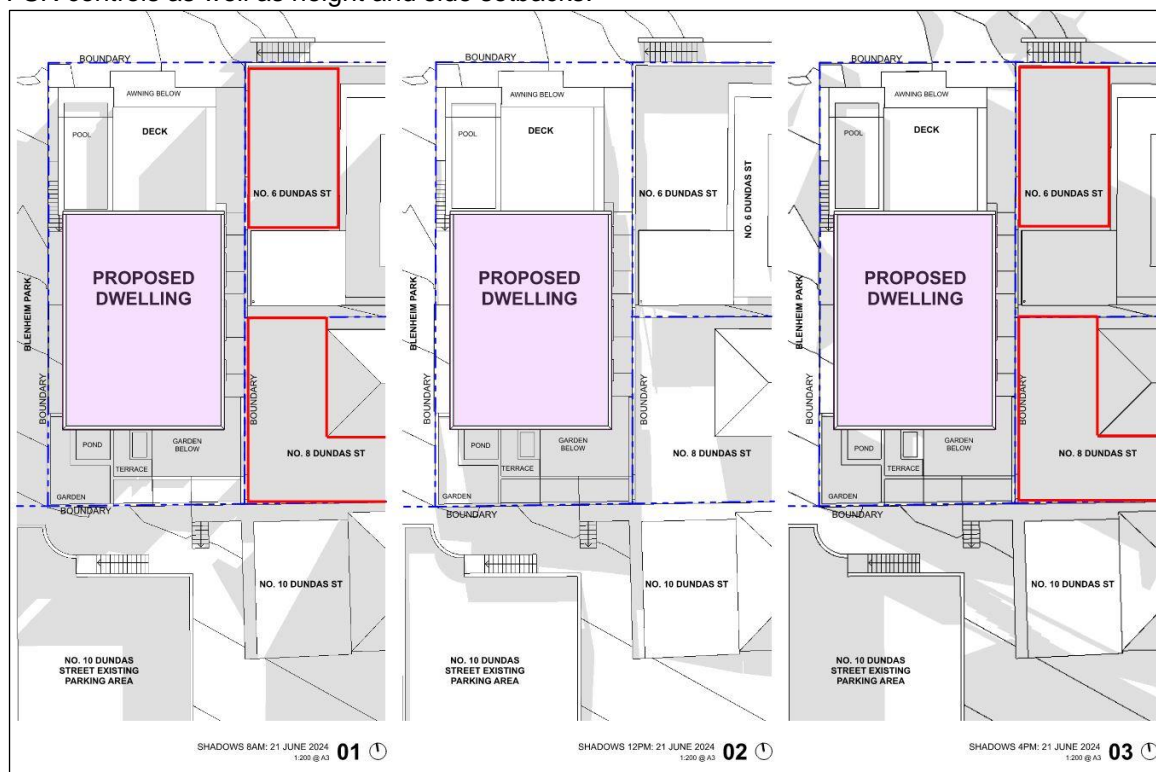 FSR controls as well as height and side setbacks.
BOUNDARY
AWNING BELOW
POOL
DECK
NO. 6 DUNDAS ST
PROPOSED
DWELLING
BLENHEIM PARK
BOUNDARY
BOUNDARY
POND
GARDEN
BELOW
NO. 8 DUNDAS ST
TERRACE
GARDEN
BOUNDARY
NO. 10 DUNDAS ST
NO. 10 DUNDAS
STREET EXISTING
PARKING AREA
SHADOWS 8AM: 21 JUNE 2024 01
1:200 @ A3
BOUNDARY
AWNING BELOW
POOL
DECK
NO. 6 DUNDAS ST
NO. 6 DUNDAS ST
PROPOSED
DWELLING
BLENHEIM PARK
BOUNDARY
BOUNDARY
POND
GARDEN
BELOW
NO. 8 DUNDAS ST
TERRACE
GARDEN
BOUNDARY
NO. 10 DUNDAS ST
NO. 10 DUNDAS
STREET EXISTING
PARKING AREA
SHADOWS 12PM: 21 JUNE 2024 02
1:200 @ A3
BOUNDARY
AWNING BELOW
POOL
DECK
NO. 6 DUNDAS ST
PROPOSED
DWELLING
BLENHEIM PARK
BOUNDARY
BOUNDARY
POND
GARDEN
BELOW
NO. 8 DUNDAS ST
TERRACE
GARDEN
BOUNDARY
NO. 10 DUNDAS ST
NO. 10 DUNDAS
STREET EXISTING
PARKING AREA
SHADOWS 4PM: 21 JUNE 2024 03
1:200 @ A3